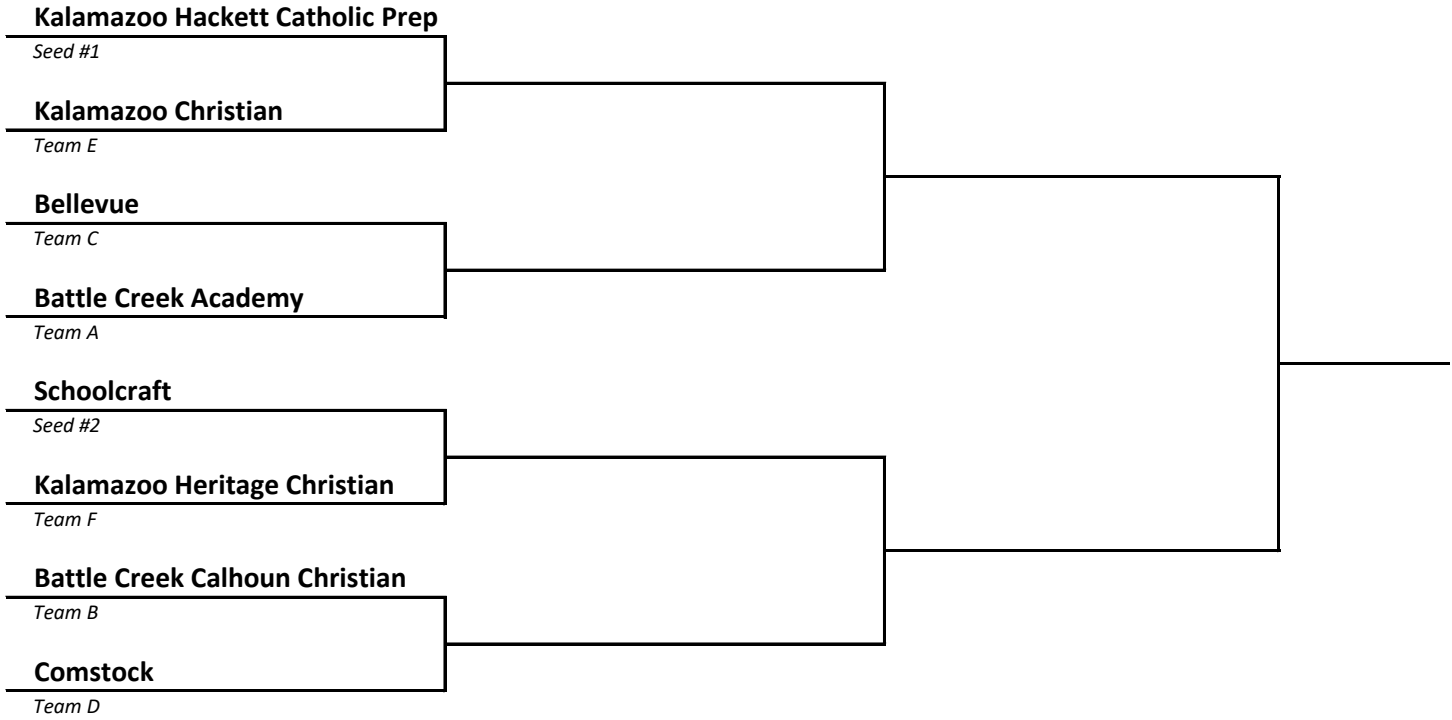 Kalamazoo Hackett Catholic Prep
Seed #1
Kalamazoo Christian
Team E
Bellevue
Team C
Battle Creek Academy
Team A
Schoolcraft
Seed #2
Kalamazoo Heritage Christian
Team F
Battle Creek Calhoun Christian
Team B
Comstock
Team D